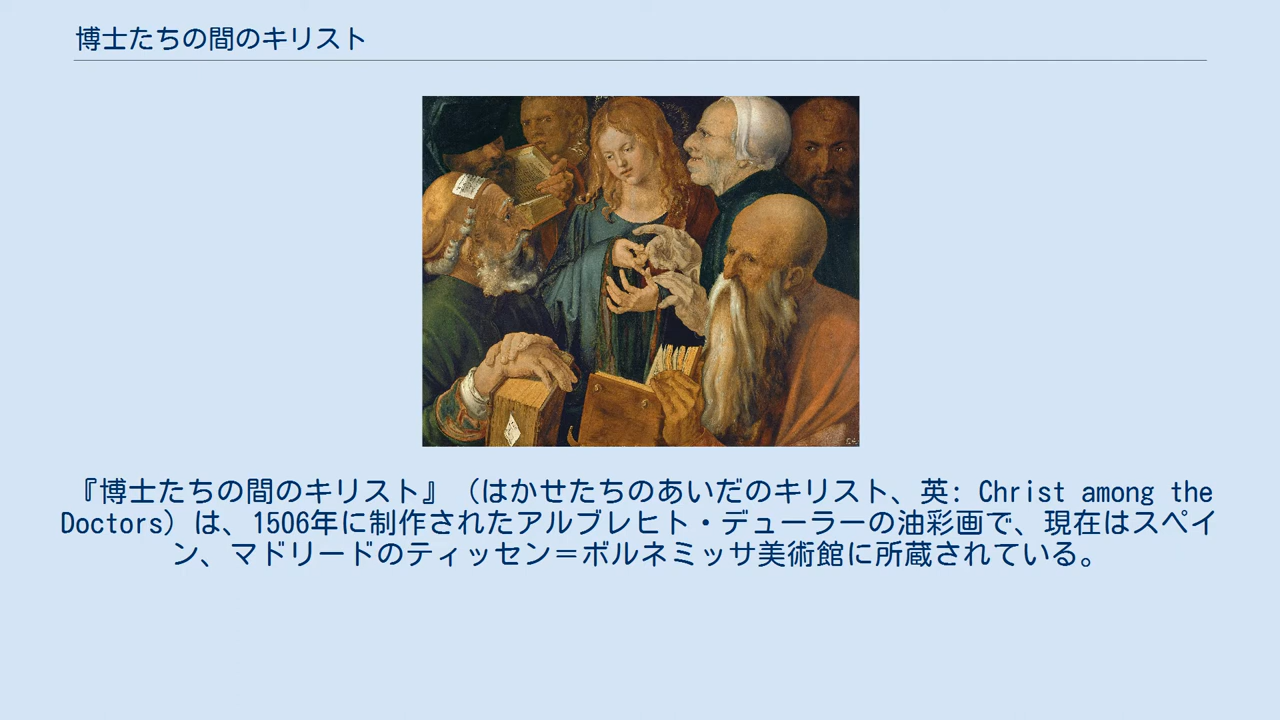 博士たちの間のキリスト
『博士たちの間のキリスト』（はかせたちのあいだのキリスト、英: Christ among the
Doctors）は、1506年に制作されたアルブレヒト・デューラーの油彩画で、現在はスペイ
ン、マドリードのティッセン＝ボルネミッサ美術館に所蔵されている。